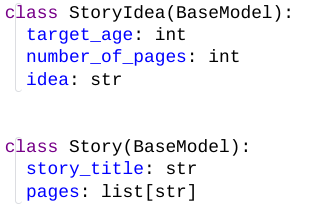 class StoryIdea(BaseModel):
  target_age: int
  number_of_pages: int
  idea: str

class Story(BaseModel):
  story_title: str
  pages: list[str]